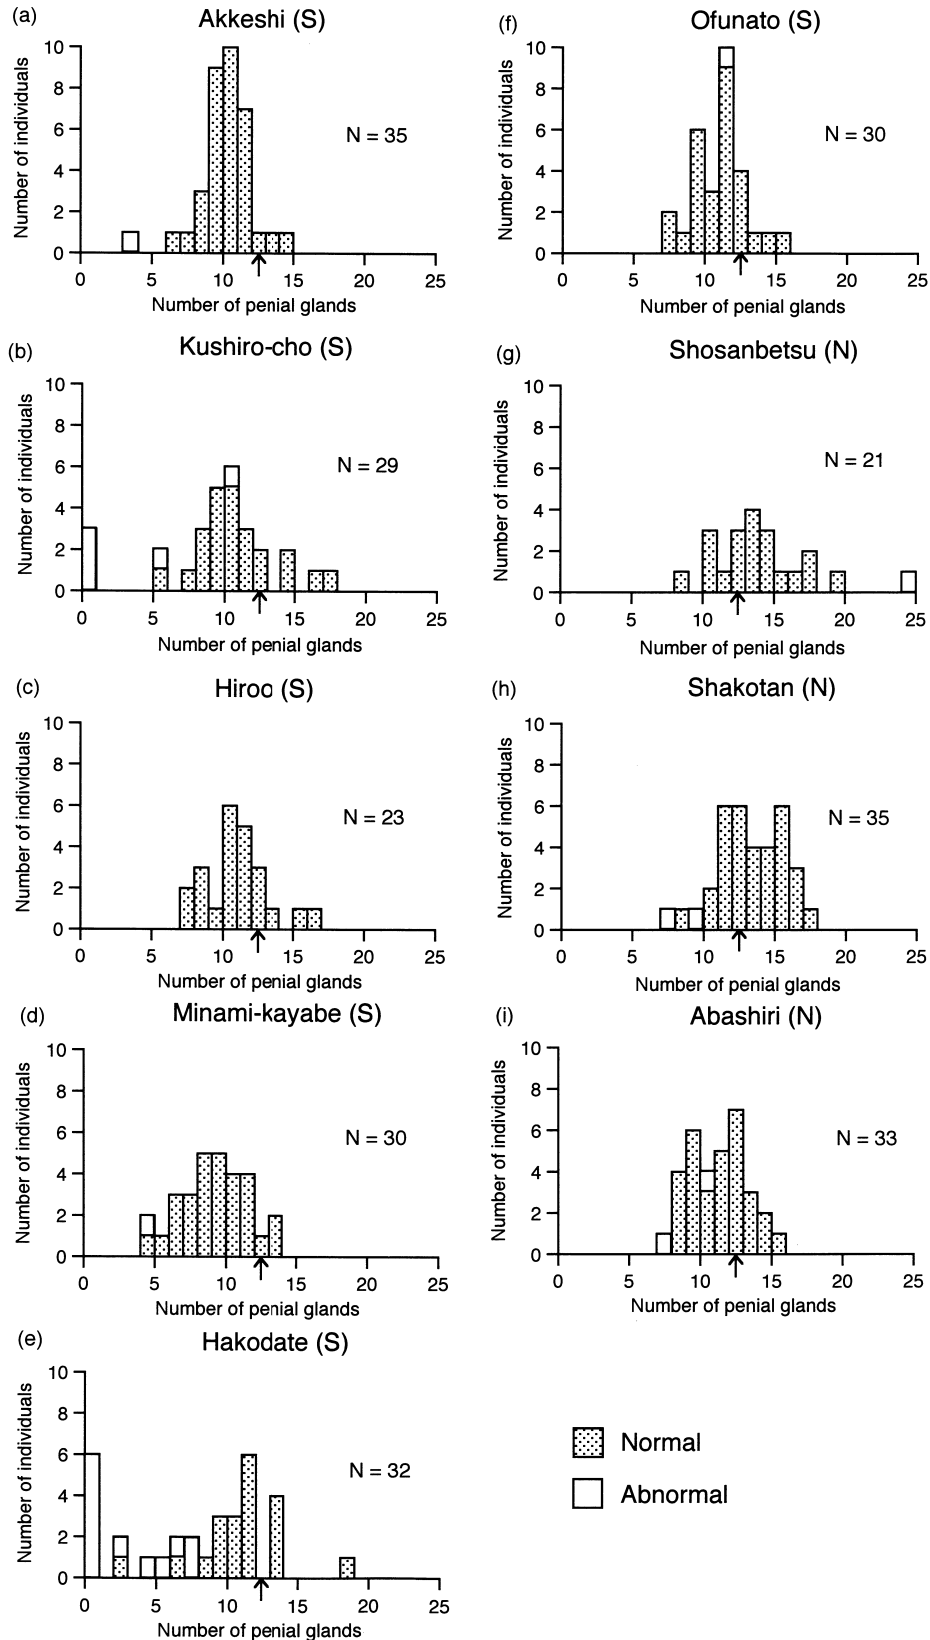 (a)
Akkeshi (S)
Number of individuals
10
8
6
4
2
0
N = 35
0 5 10 15 20 25
Number of penial glands
(b)
Kushiro-cho (S)
Number of individuals
10
8
6
4
2
0
N = 29
0 5 10 15 20 25
Number of penial glands
(c)
Hiroo (S)
Number of individuals
10
8
6
4
2
0
N = 23
0 5 10 15 20 25
Number of penial glands
(d)
Minami-kayabe (S)
Number of individuals
10
8
6
4
2
0
N = 30
0 5 10 15 20 25
Number of penial glands
(e)
Hakodate (S)
Number of individuals
10
8
6
4
2
0
N = 32
0 5 10 15 20 25
Number of penial glands
(f)
Ofunato (S)
Number of individuals
10
8
6
4
2
0
N = 30
0 5 10 15 20 25
Number of penial glands
(g)
Shosanbetsu (N)
Number of individuals
10
8
6
4
2
0
N = 21
0 5 10 15 20 25
Number of penial glands
(h)
Shakotan (N)
Number of individuals
10
8
6
4
2
0
N = 35
0 5 10 15 20 25
Number of penial glands
(i)
Abashiri (N)
Number of individuals
10
8
6
4
2
0
N = 33
0 5 10 15 20 25
Number of penial glands
Normal
Abnormal